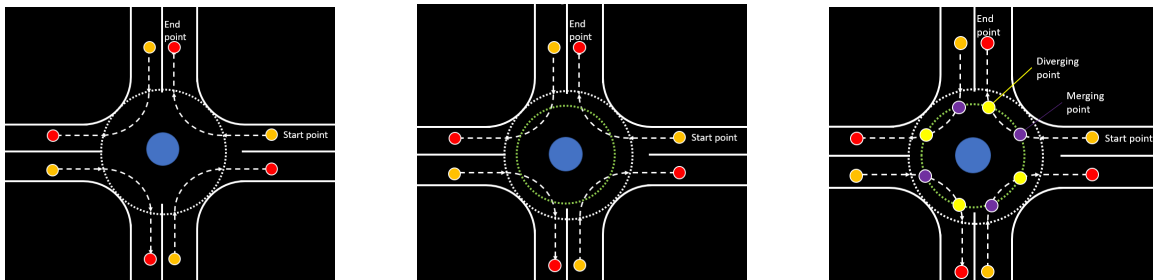 End
point
Start point
End
point
Start point
End
point
Diverging
point
Merging
point
Start point